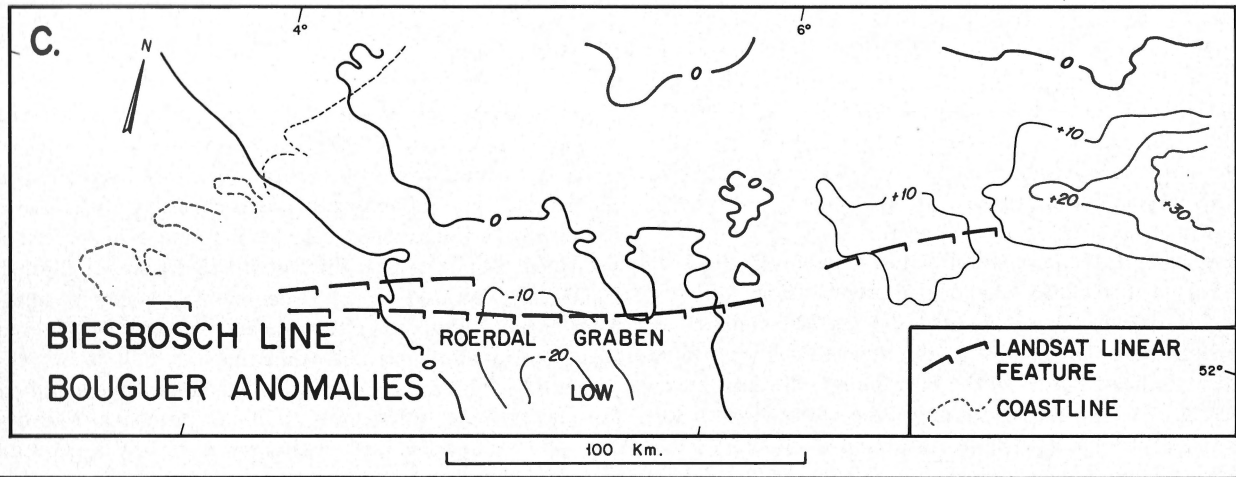 C.
N
4°
6°
0
0
+10
+20
+30
+10
0
0
-10
ROERDAL GRABEN
-20
LOW
0
BIESBOSCH LINE
BOUGUER ANOMALIES
LANDSAT LINEAR
FEATURE
COASTLINE
52°
100 Km.